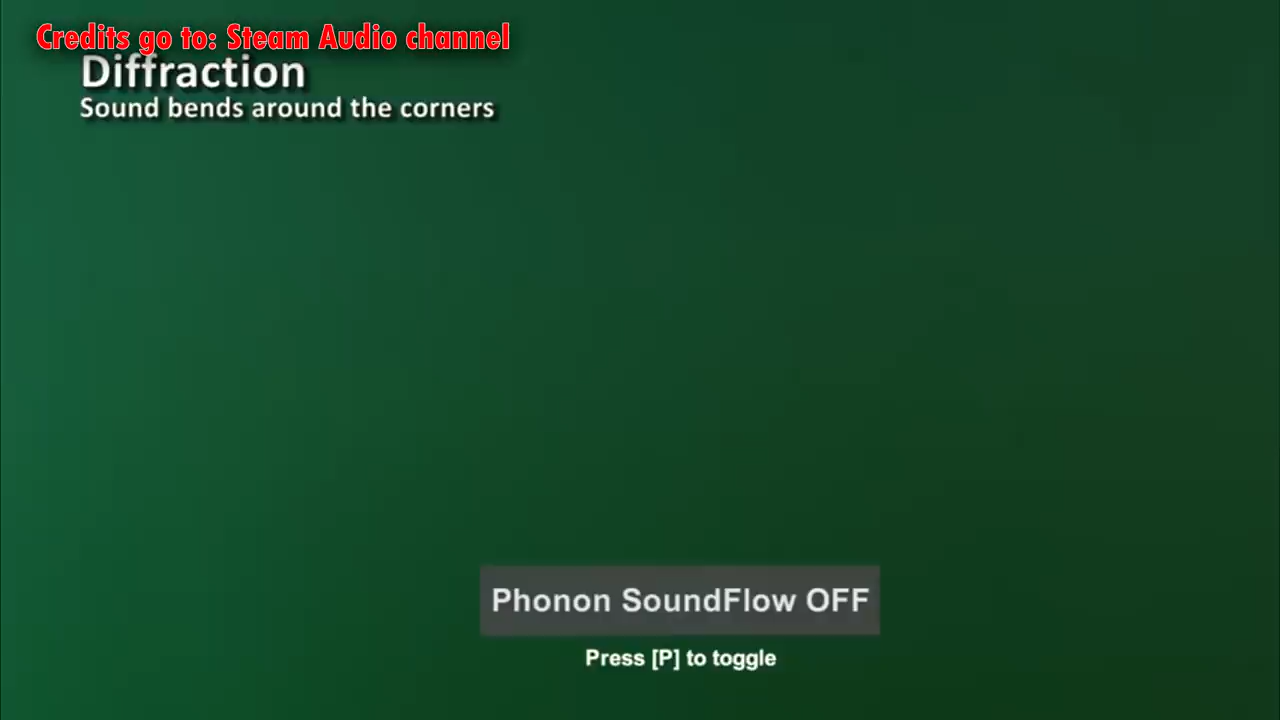 Credits go to: Steam Audio channel
Diffraction
Sound bends around the corners
Phonon SoundFlow OFF
Press [P] to toggle